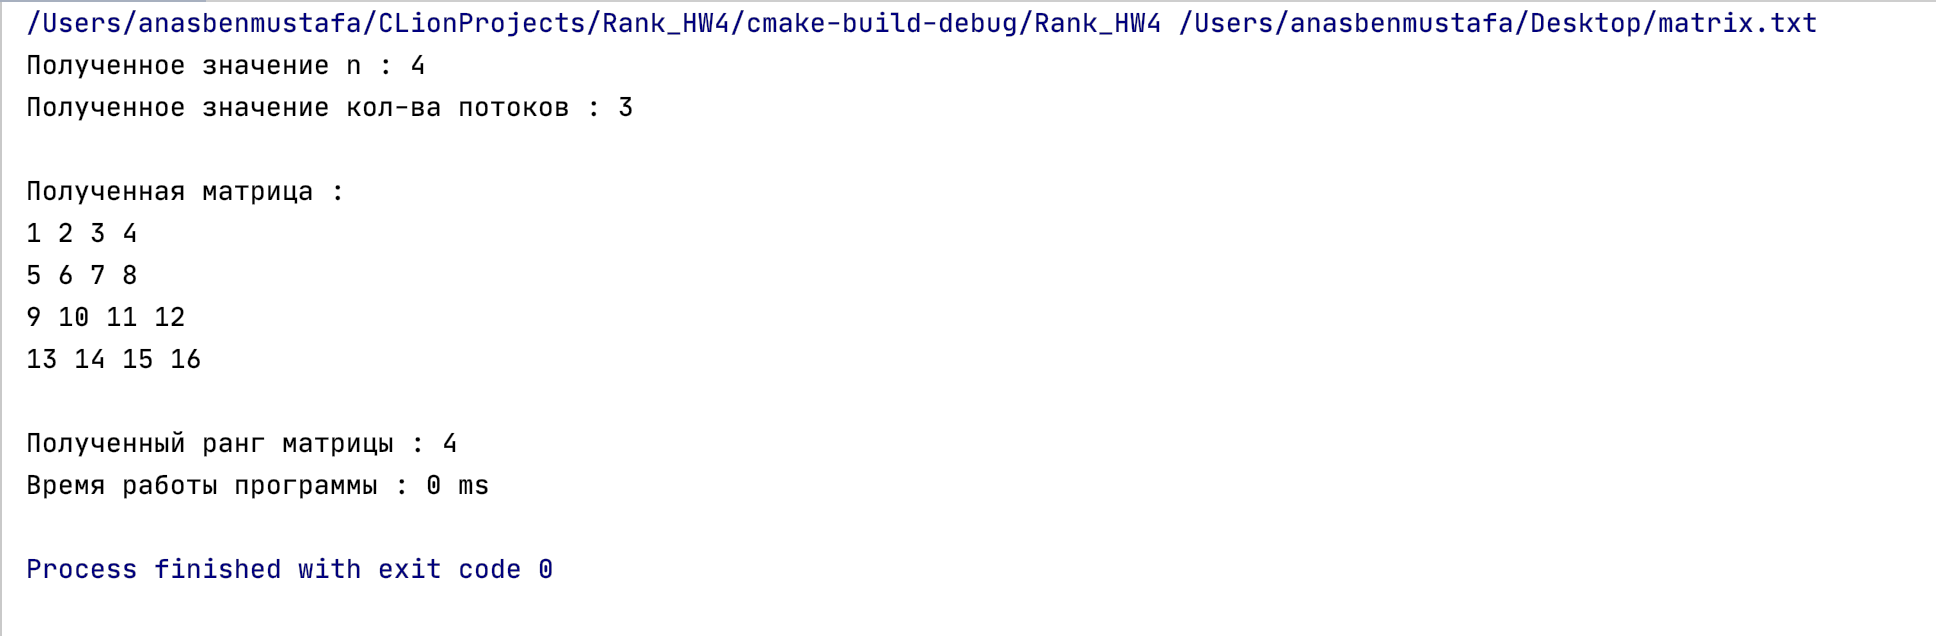 /Users/anasbenmustafa/CLionProjects/Rank_HW4/cmake-build-debug/Rank_HW4 /Users/anasbenmustafa/Desktop/matrix.txt
Полученное значение n : 4
Полученное значение кол-ва потоков : 3
Полученная матрица :
1 2 3 4
5 6 7 8
9 10 11 12
13 14 15 16
Полученный ранг матрицы : 4
Время работы программы : 0 ms
Process finished with exit code 0